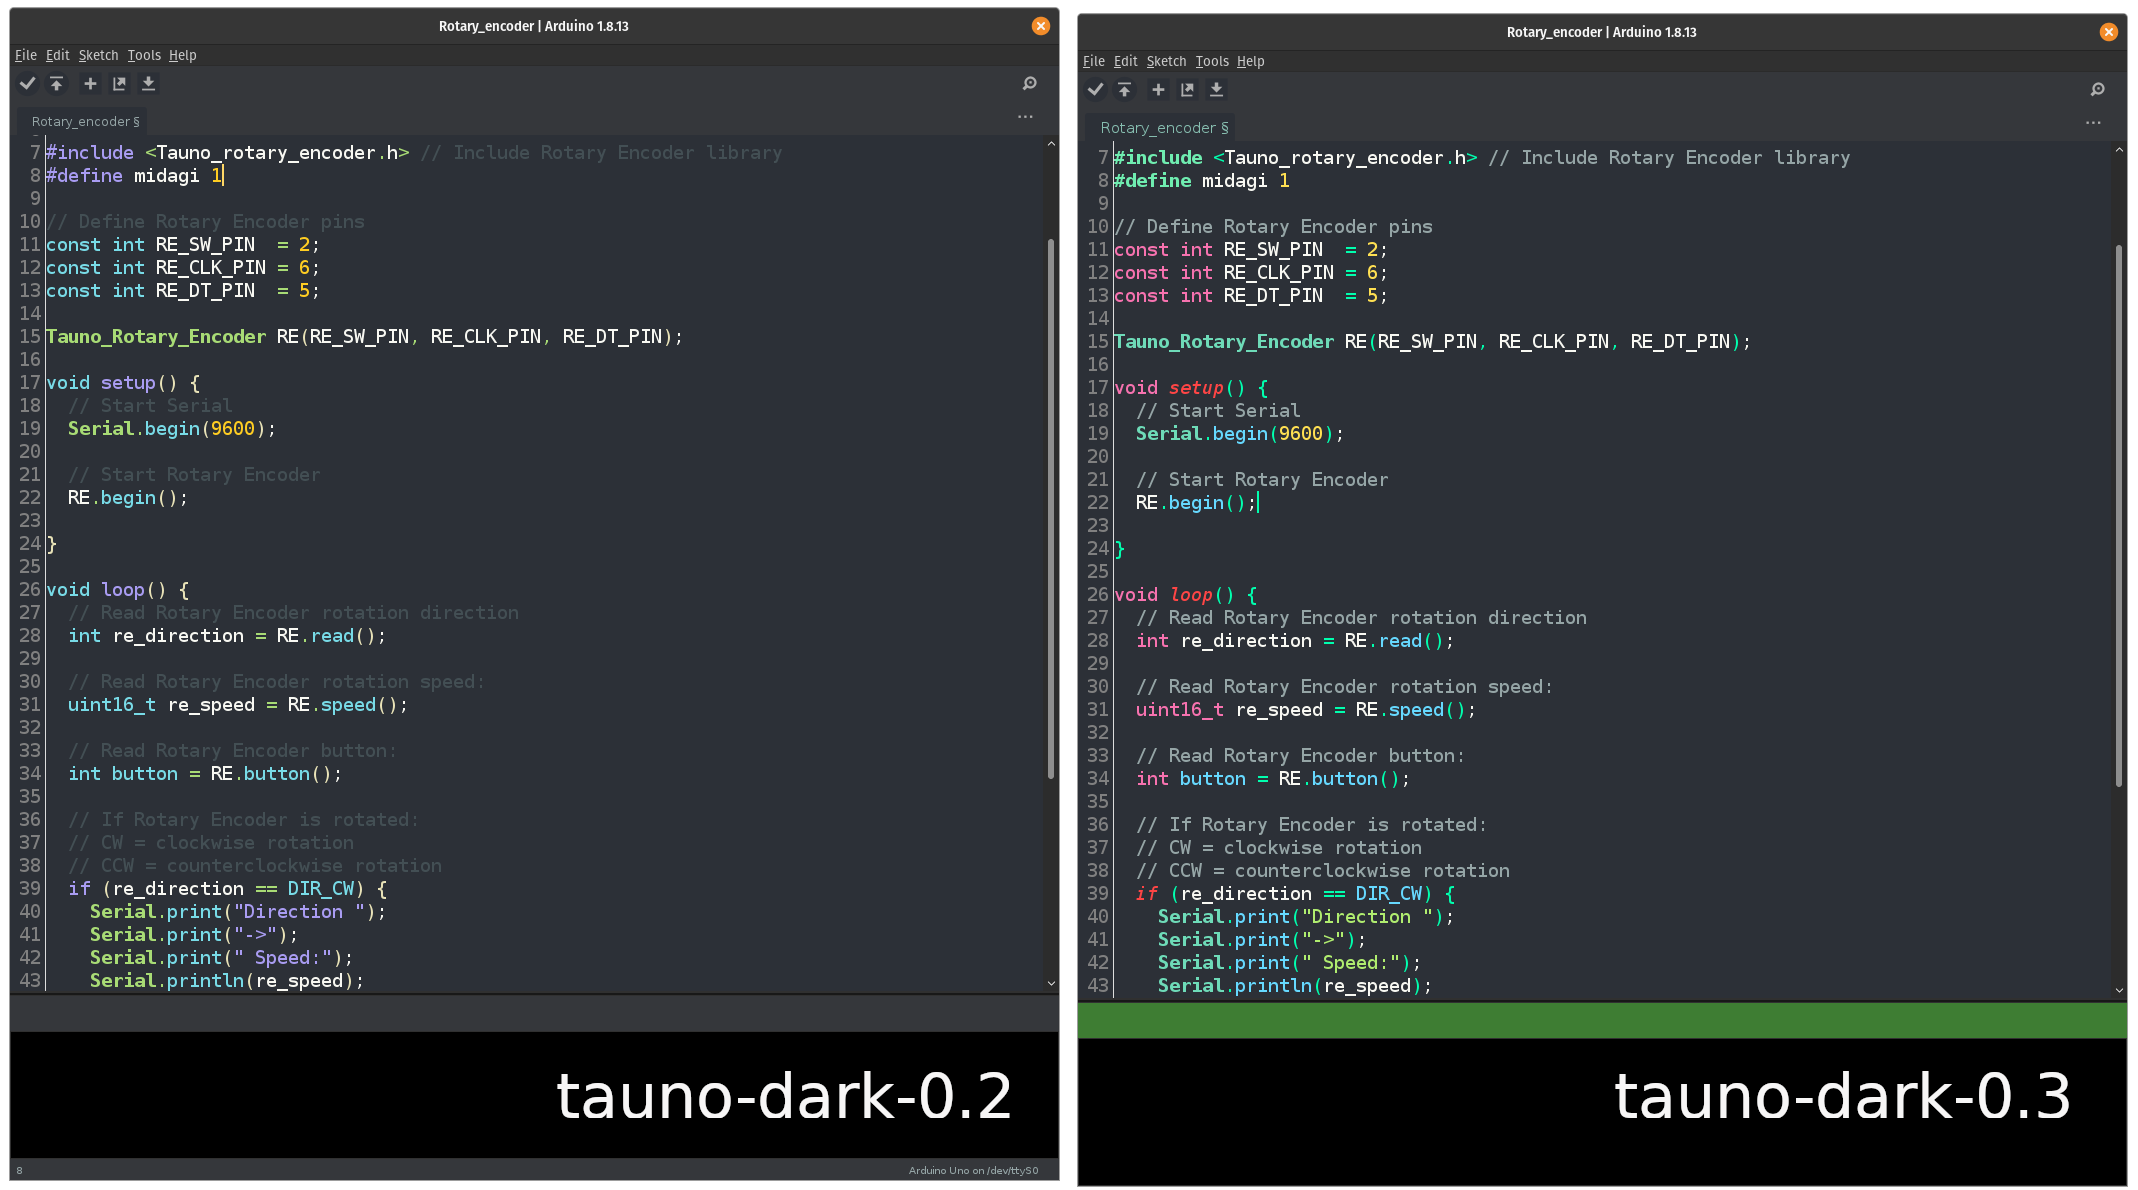 Rotary_encoder | Arduino 1.8.13
File Edit Sketch Tools Help
Rotary_encoder §
7 #include <Tauno_rotary_encoder.h> // Include Rotary Encoder library
8 #define midagi 1
9
10 // Define Rotary Encoder pins
11 const int RE_SW_PIN  = 2;
12 const int RE_CLK_PIN = 6;
13 const int RE_DT_PIN  = 5;
14
15 Tauno_Rotary_Encoder RE(RE_SW_PIN, RE_CLK_PIN, RE_DT_PIN);
16
17 void setup() {
18   // Start Serial
19   Serial.begin(9600);
20
21   // Start Rotary Encoder
22   RE.begin();
23
24 }
25
26 void loop() {
27   // Read Rotary Encoder rotation direction
28   int re_direction = RE.read();
29
30   // Read Rotary Encoder rotation speed:
31   uint16_t re_speed = RE.speed();
32
33   // Read Rotary Encoder button:
34   int button = RE.button();
35
36   // If Rotary Encoder is rotated:
37   // CW = clockwise rotation
38   // CCW = counterclockwise rotation
39   if (re_direction == DIR_CW) {
40     Serial.print("Direction ");
41     Serial.print("->");
42     Serial.print(" Speed:");
43     Serial.println(re_speed);
tauno-dark-0.2
8 Arduino Uno on /dev/ttyS0
Rotary_encoder | Arduino 1.8.13
File Edit Sketch Tools Help
Rotary_encoder §
7 #include <Tauno_rotary_encoder.h> // Include Rotary Encoder library
8 #define midagi 1
9
10 // Define Rotary Encoder pins
11 const int RE_SW_PIN  = 2;
12 const int RE_CLK_PIN = 6;
13 const int RE_DT_PIN  = 5;
14
15 Tauno_Rotary_Encoder RE(RE_SW_PIN, RE_CLK_PIN, RE_DT_PIN);
16
17 void setup() {
18   // Start Serial
19   Serial.begin(9600);
20
21   // Start Rotary Encoder
22   RE.begin();
23
24 }
25
26 void loop() {
27   // Read Rotary Encoder rotation direction
28   int re_direction = RE.read();
29
30   // Read Rotary Encoder rotation speed:
31   uint16_t re_speed = RE.speed();
32
33   // Read Rotary Encoder button:
34   int button = RE.button();
35
36   // If Rotary Encoder is rotated:
37   // CW = clockwise rotation
38   // CCW = counterclockwise rotation
39   if (re_direction == DIR_CW) {
40     Serial.print("Direction ");
41     Serial.print("->");
42     Serial.print(" Speed:");
43     Serial.println(re_speed);
tauno-dark-0.3